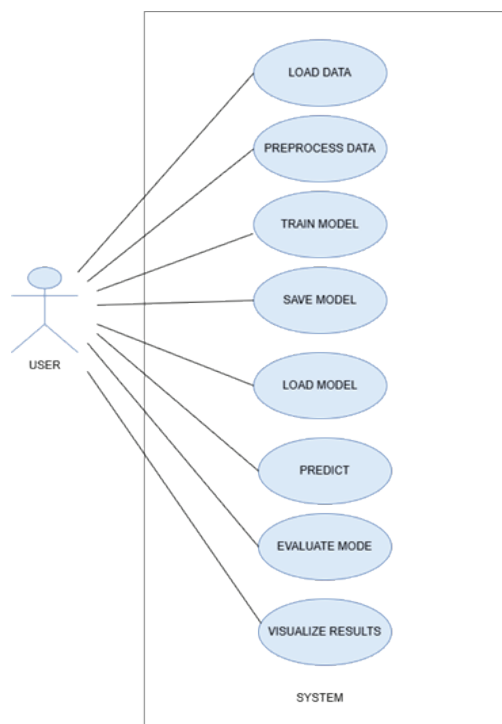 LOAD DATA
PREPROCESS DATA
TRAIN MODEL
SAVE MODEL
USER
LOAD MODEL
PREDICT
EVALUATE MODE
VISUALIZE RESULTS
SYSTEM